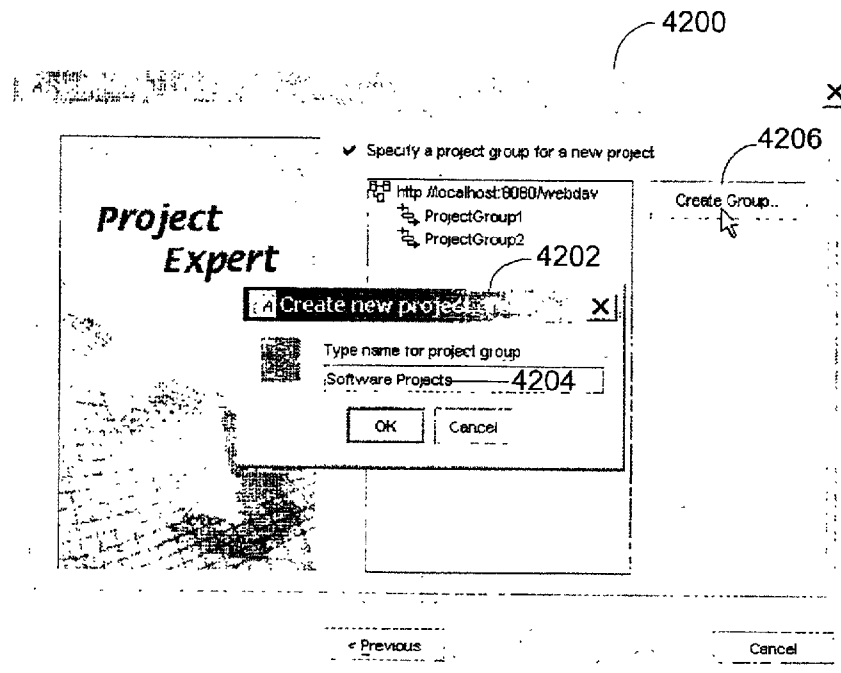 4200
4206
Specify a project group for a new project
http://localhost:8080/webdav
Create Group...
ProjectGroup1
ProjectGroup2
Project
Expert
4202
A Create new projec
Type name for project group
Software Projects
4204
OK
Cancel
< Previous
Cancel